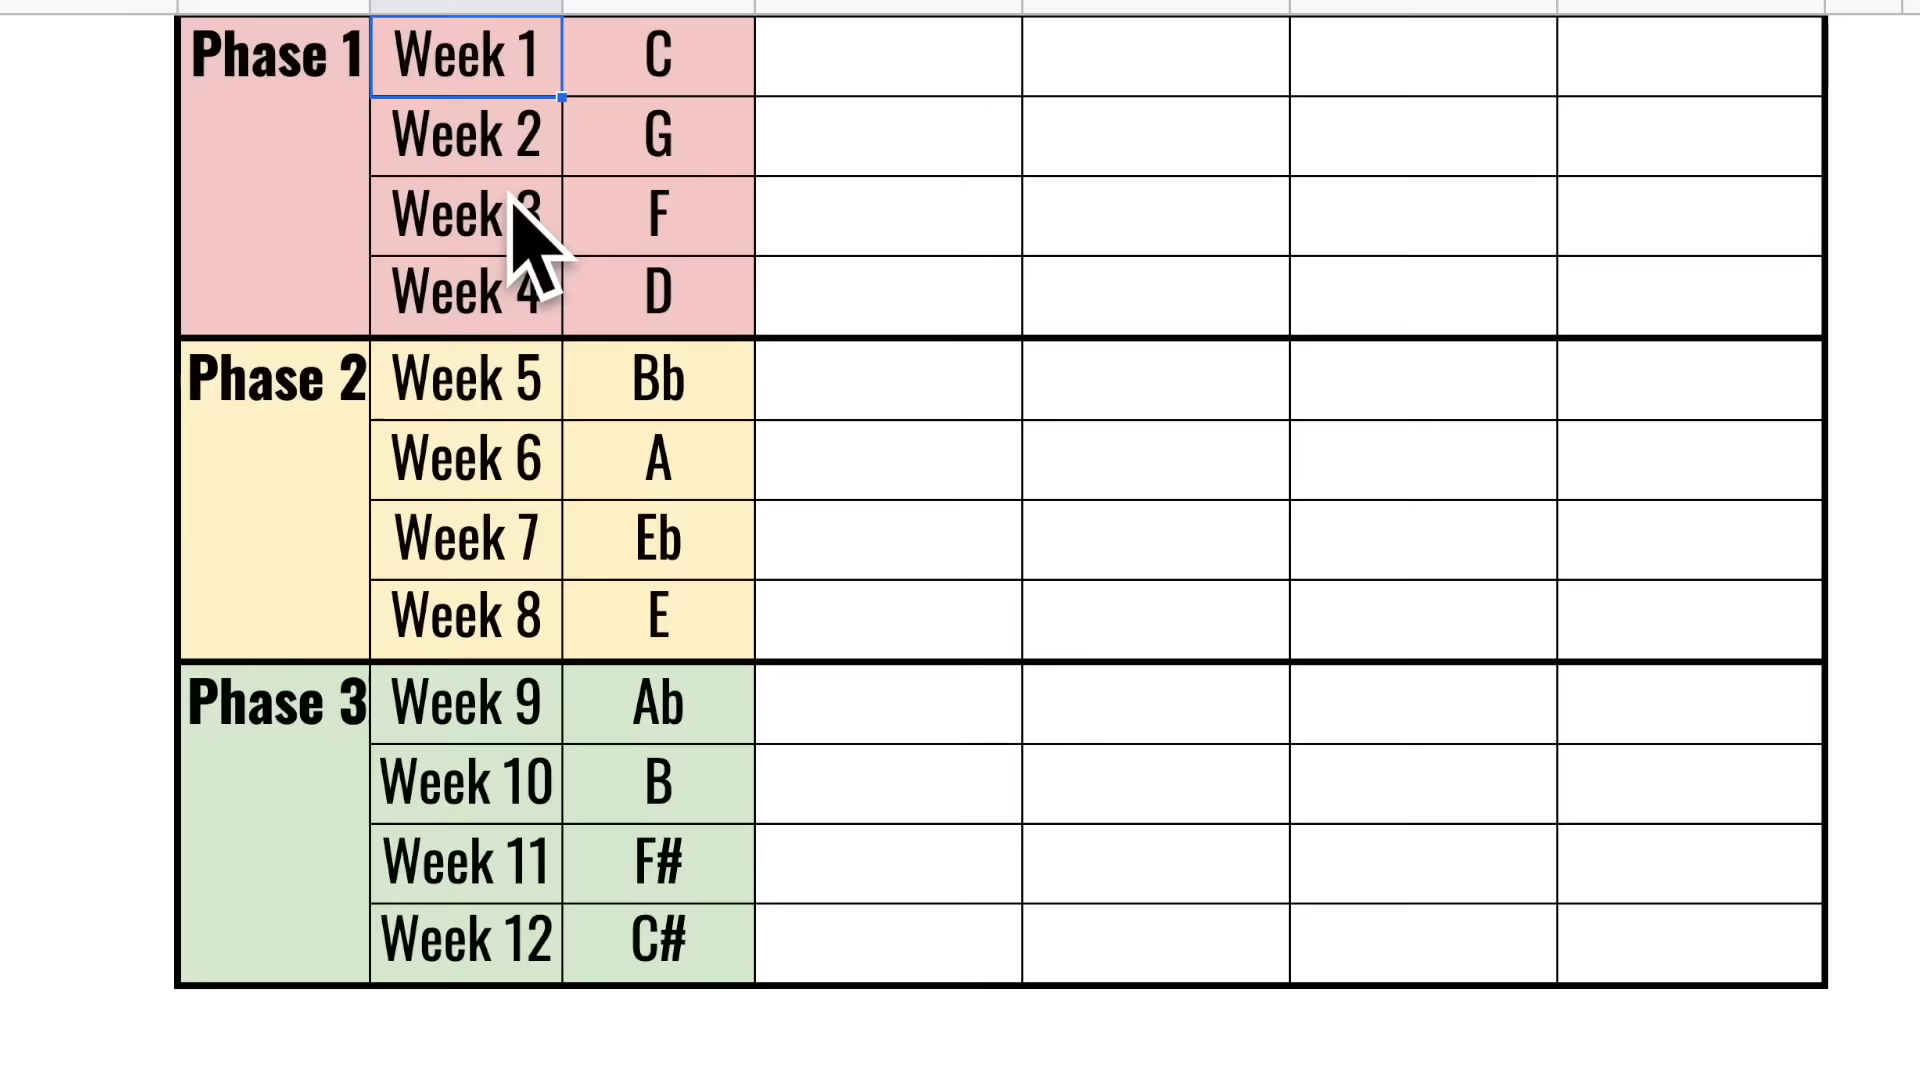 Phase 1 Week 1 C
Week 2 G
Week 3 F
Week 4 D
Phase 2 Week 5 Bb
Week 6 A
Week 7 Eb
Week 8 E
Phase 3 Week 9 Ab
Week 10 B
Week 11 F#
Week 12 C#